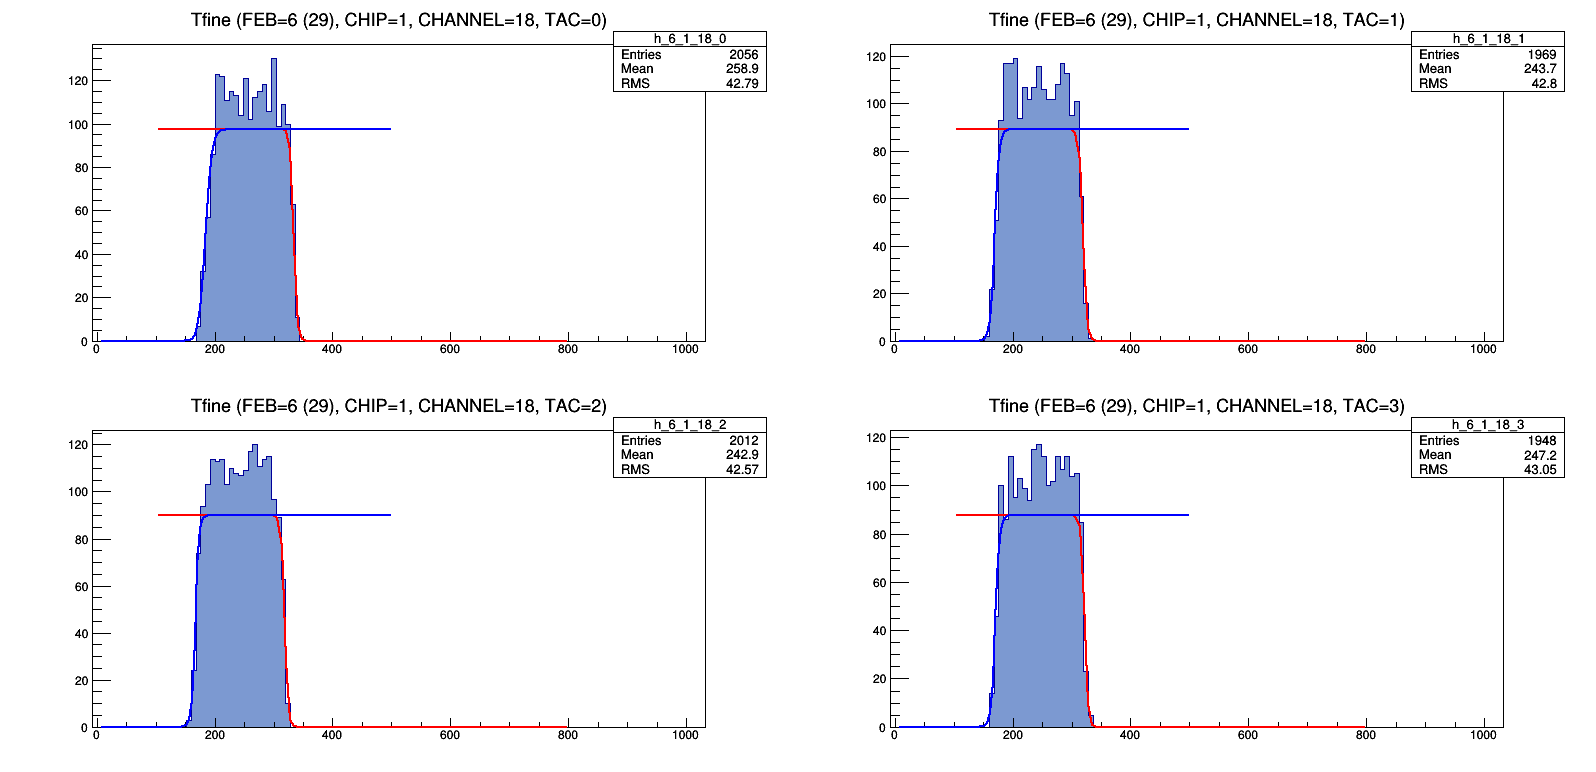 Tfine (FEB=6 (29), CHIP=1, CHANNEL=18, TAC=0)
h_6_1_18_0
Entries 2056
Mean 258.9
RMS 42.79
120
100
80
60
40
20
0
0 200 400 600 800 1000
Tfine (FEB=6 (29), CHIP=1, CHANNEL=18, TAC=1)
h_6_1_18_1
Entries 1969
Mean 243.7
RMS 42.8
120
100
80
60
40
20
0
0 200 400 600 800 1000
Tfine (FEB=6 (29), CHIP=1, CHANNEL=18, TAC=2)
h_6_1_18_2
Entries 2012
Mean 242.9
RMS 42.57
120
100
80
60
40
20
0
0 200 400 600 800 1000
Tfine (FEB=6 (29), CHIP=1, CHANNEL=18, TAC=3)
h_6_1_18_3
Entries 1948
Mean 247.2
RMS 43.05
120
100
80
60
40
20
0
0 200 400 600 800 1000